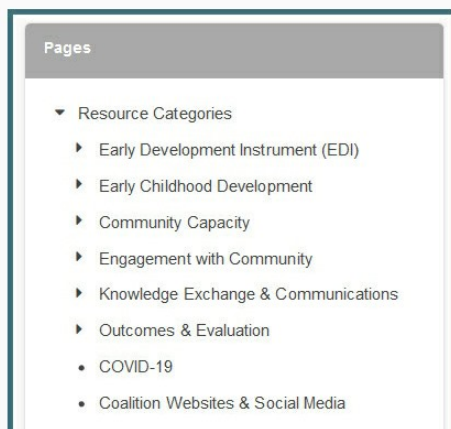 Pages
Resource Categories
Early Development Instrument (EDI)
Early Childhood Development
Community Capacity
Engagement with Community
Knowledge Exchange & Communications
Outcomes & Evaluation
COVID-19
Coalition Websites & Social Media